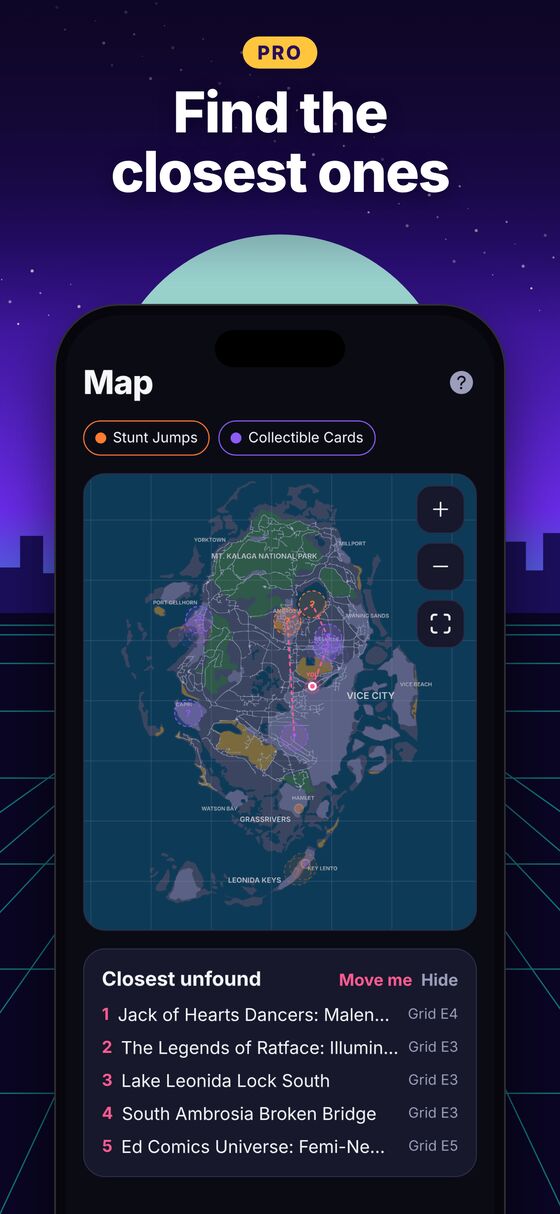 PRO
Find the
closest ones
Map
?
Stunt Jumps
Collectible Cards
+
−
YORKTOWN
MILLPORT
MT. KALAGA NATIONAL PARK
PORT GELLHORN
AMBROSIA
WANING SANDS
YOU
VICE CITY
VICE BEACH
CAPRI
HAMLET
WATSON BAY
GRASSRIVERS
KEY LENTO
LEONIDA KEYS
Closest unfound
Move me Hide
1 Jack of Hearts Dancers: Malen... Grid E4
2 The Legends of Ratface: Illumin... Grid E3
3 Lake Leonida Lock South Grid E3
4 South Ambrosia Broken Bridge Grid E3
5 Ed Comics Universe: Femi-Ne... Grid E5